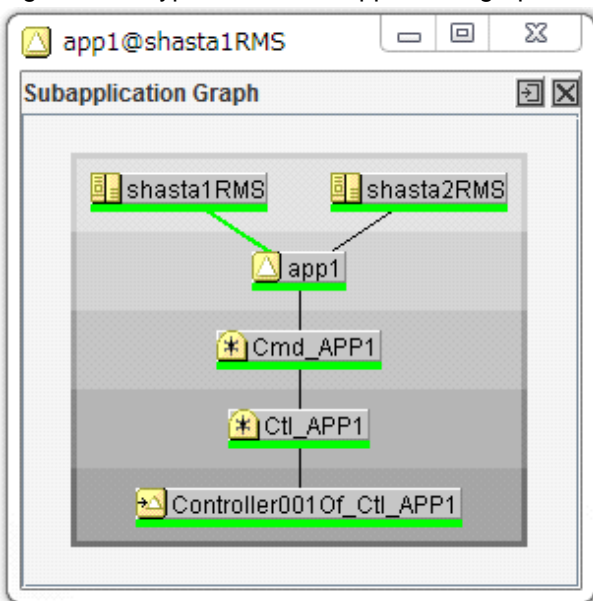 app1@shasta1RMS
Subapplication Graph
shasta1RMS
shasta2RMS
app1
Cmd_APP1
Ctl_APP1
Controller001Of_Ctl_APP1